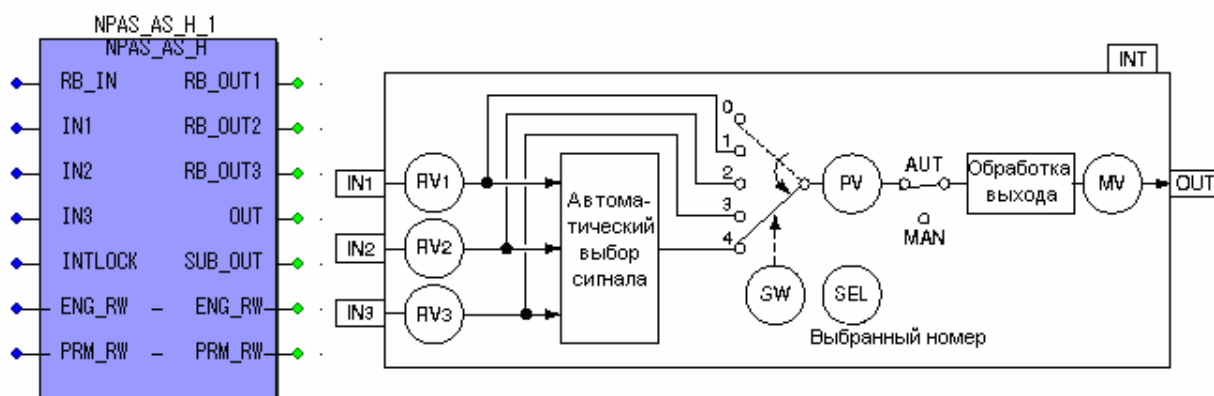 NPAS_AS_H_1
NPAS_AS_H
RB_IN RB_OUT1
IN1 RB_OUT2
IN2 RB_OUT3
IN3 OUT
INTLOCK SUB_OUT
ENG_RW – ENG_RW
PRM_RW – PRM_RW
INT
0
1
2
3
4
IN1
RV1
IN2
RV2
IN3
RV3
Автома-
тический
выбор
сигнала
SW
SEL
Выбранный номер
PV
AUT
MAN
Обработка
выхода
MV
OUT